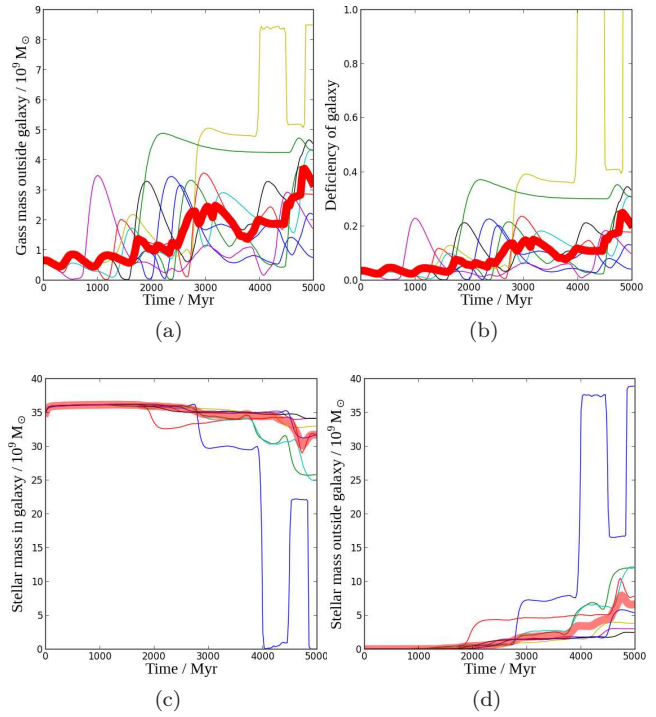 Gass mass outside galaxy / 10⁹ M⊙
9
8
7
6
5
4
3
2
1
0
0 1000 2000 3000 4000 5000
Time / Myr
(a)
Deficiency of galaxy
1.0
0.8
0.6
0.4
0.2
0.0
0 1000 2000 3000 4000 5000
Time / Myr
(b)
Stellar mass in galaxy / 10⁹ M⊙
40
35
30
25
20
15
10
5
0
0 1000 2000 3000 4000 5000
Time / Myr
(c)
Stellar mass outside galaxy / 10⁹ M⊙
40
35
30
25
20
15
10
5
0
0 1000 2000 3000 4000 5000
Time / Myr
(d)